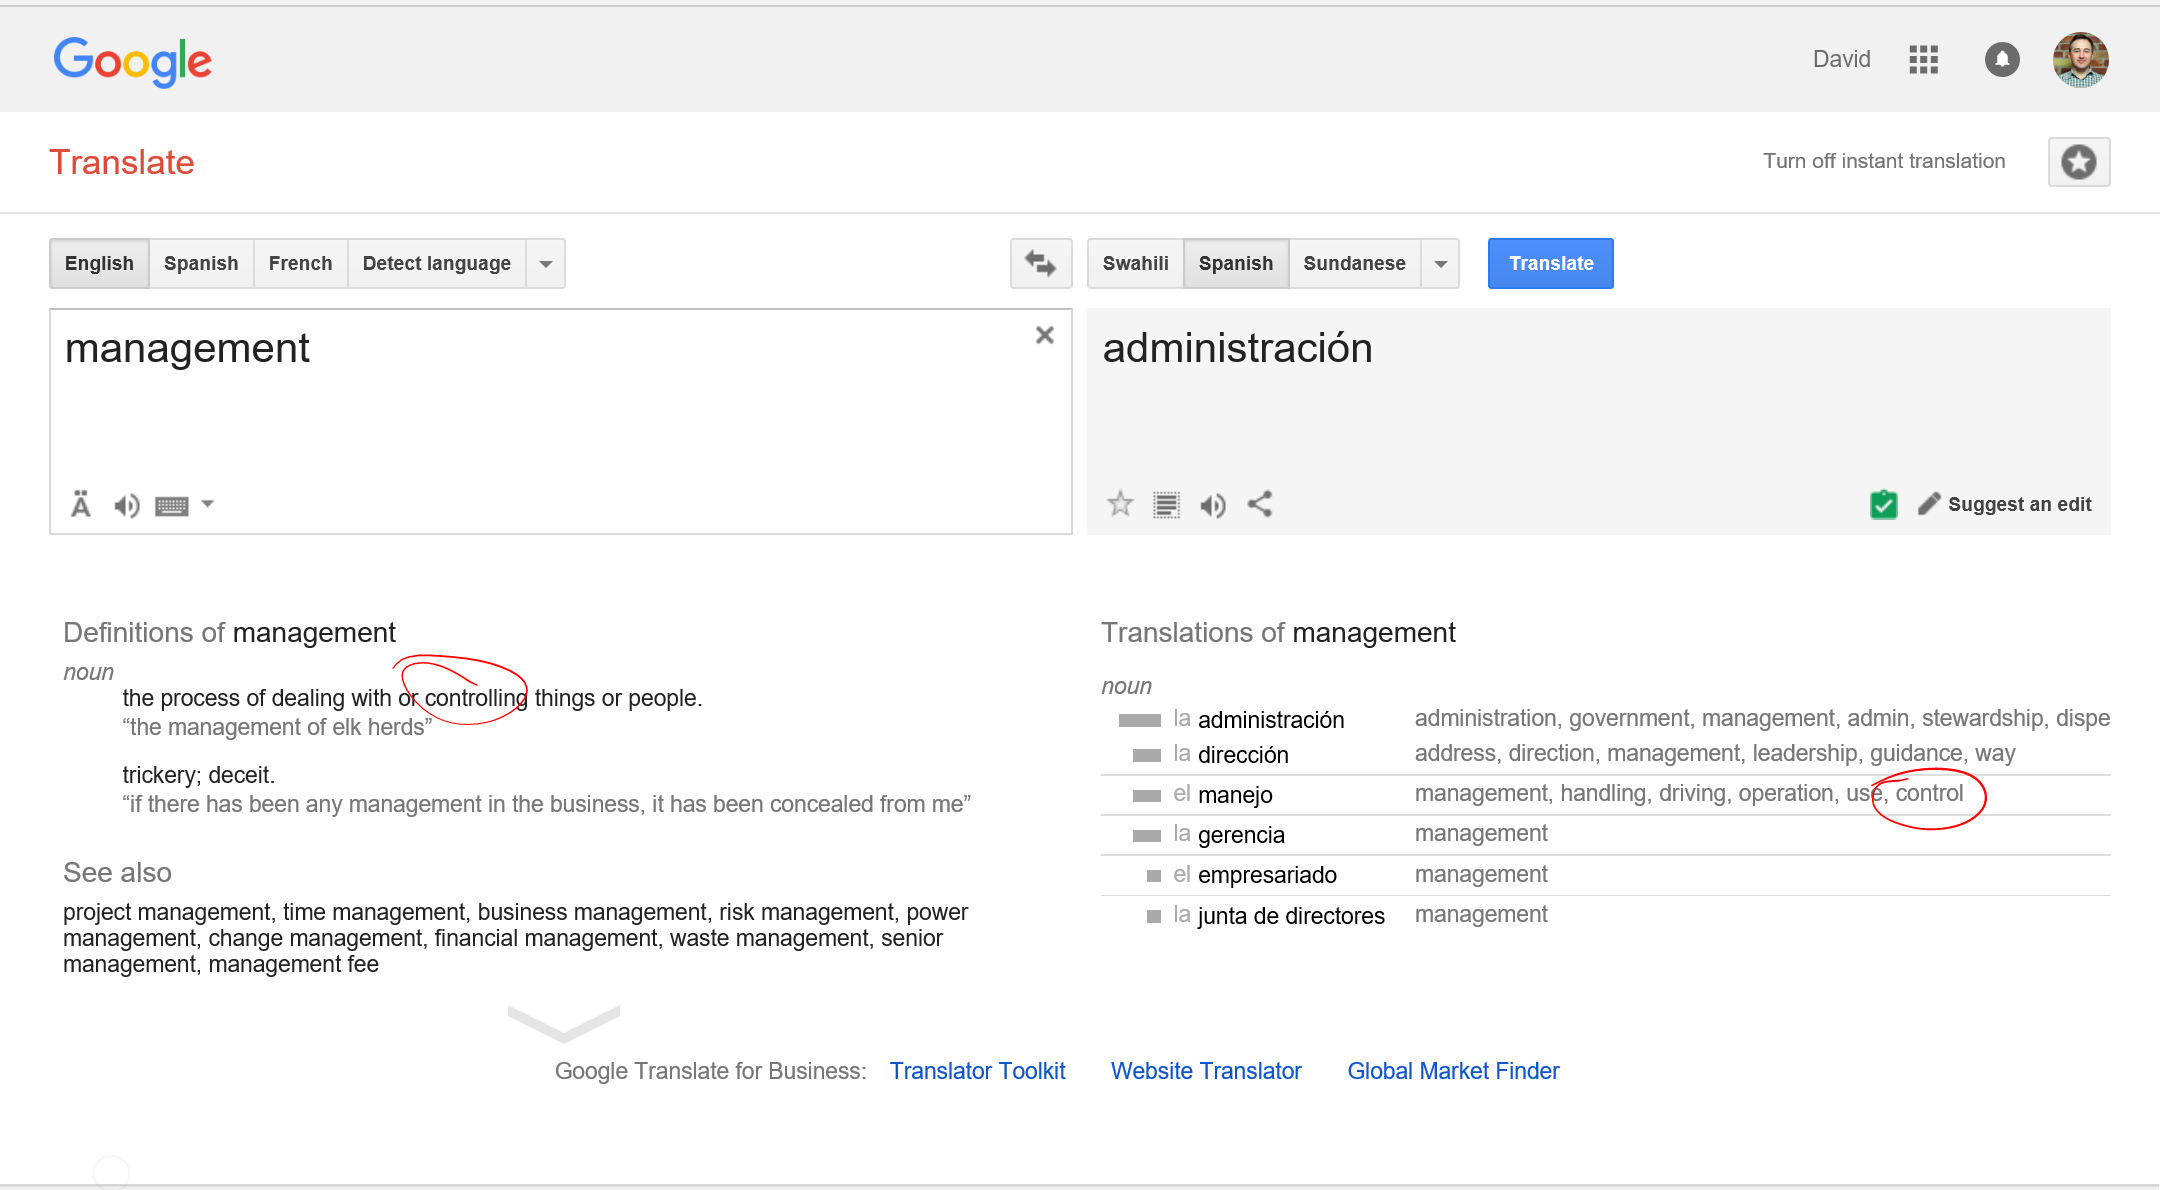 Google
David
Translate
Turn off instant translation
English Spanish French Detect language
Swahili Spanish Sundanese Translate
management
administración
Ä
Suggest an edit
Definitions of management
noun
the process of dealing with or controlling things or people.
“the management of elk herds”
trickery; deceit.
“if there has been any management in the business, it has been concealed from me”
See also
project management, time management, business management, risk management, power
management, change management, financial management, waste management, senior
management, management fee
Translations of management
noun
la administración administration, government, management, admin, stewardship, dispe
la dirección address, direction, management, leadership, guidance, way
el manejo management, handling, driving, operation, use, control
la gerencia management
el empresariado management
la junta de directores management
Google Translate for Business: Translator Toolkit Website Translator Global Market Finder